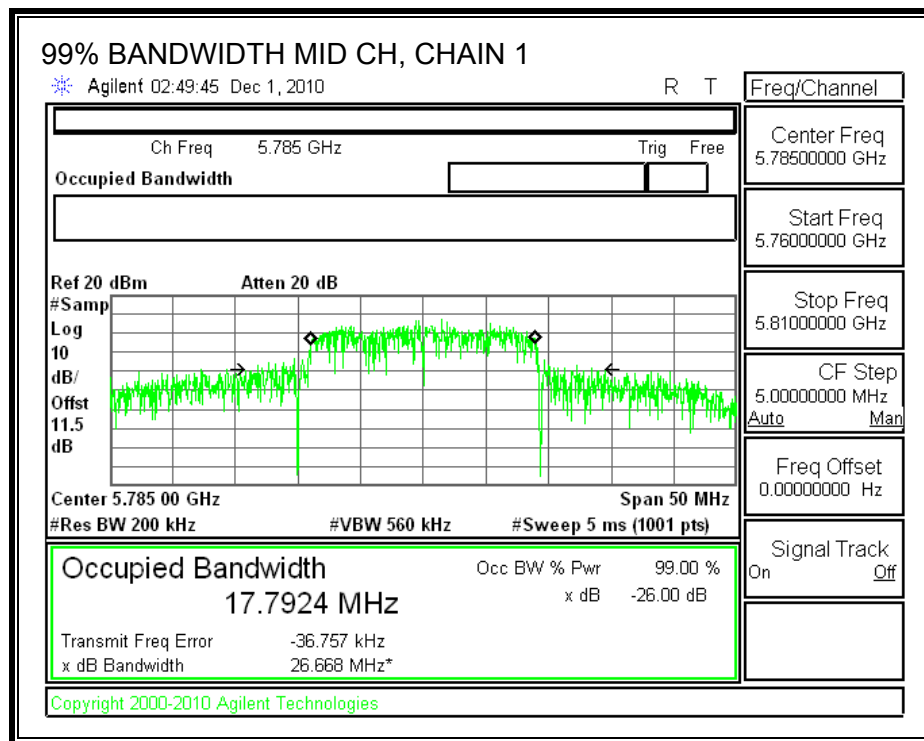 99% BANDWIDTH MID CH, CHAIN 1
Agilent 02:49:45 Dec 1, 2010 R T
Ch Freq 5.785 GHz Trig Free
Occupied Bandwidth
Ref 20 dBm Atten 20 dB
#Samp
Log
10
dB/
Offst
11.5
dB
Center 5.785 00 GHz Span 50 MHz
#Res BW 200 kHz #VBW 560 kHz #Sweep 5 ms (1001 pts)
Occupied Bandwidth Occ BW % Pwr 99.00 %
17.7924 MHz x dB -26.00 dB
Transmit Freq Error -36.757 kHz
x dB Bandwidth 26.668 MHz*
Copyright 2000-2010 Agilent Technologies
Freq/Channel
Center Freq
5.78500000 GHz
Start Freq
5.76000000 GHz
Stop Freq
5.81000000 GHz
CF Step
5.00000000 MHz
Auto Man
Freq Offset
0.00000000 Hz
Signal Track
On Off